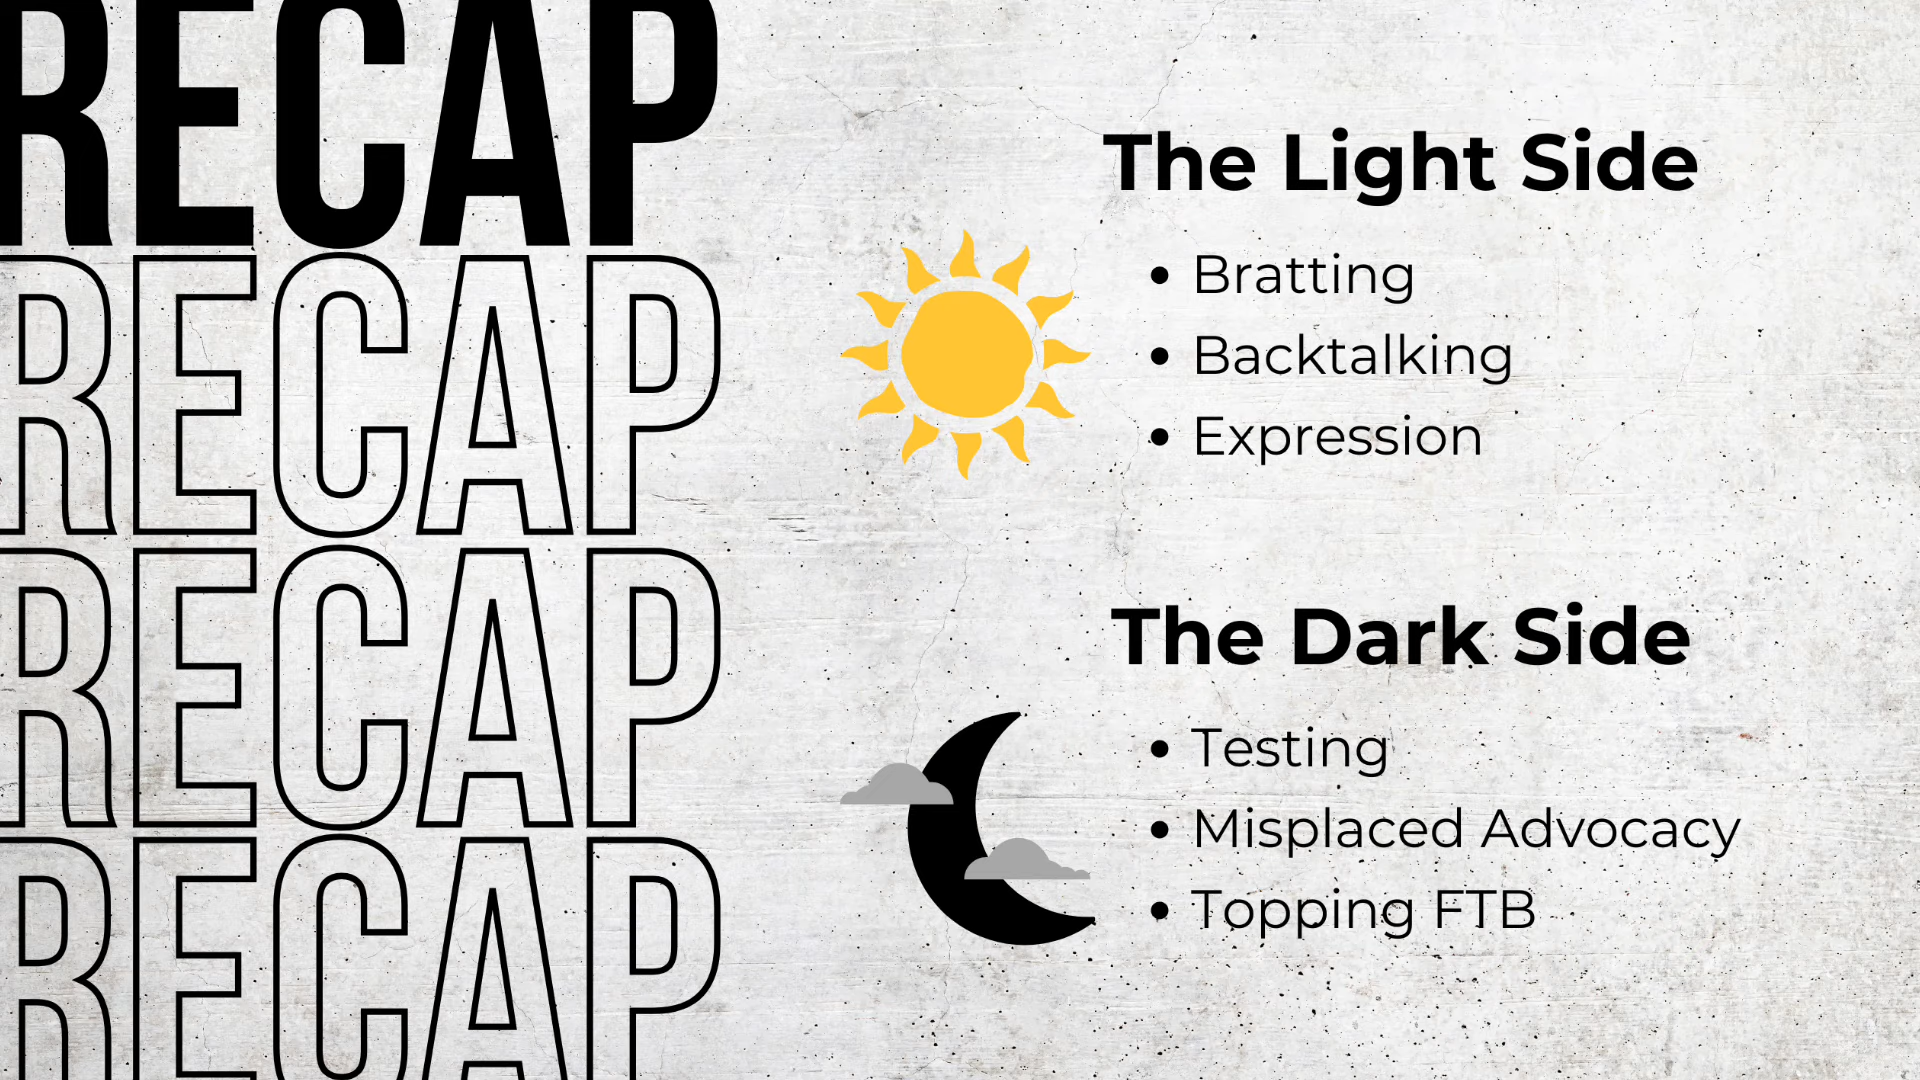 RECAP
RECAP
RECAP
RECAP
The Light Side
• Bratting
• Backtalking
• Expression
The Dark Side
• Testing
• Misplaced Advocacy
• Topping FTB